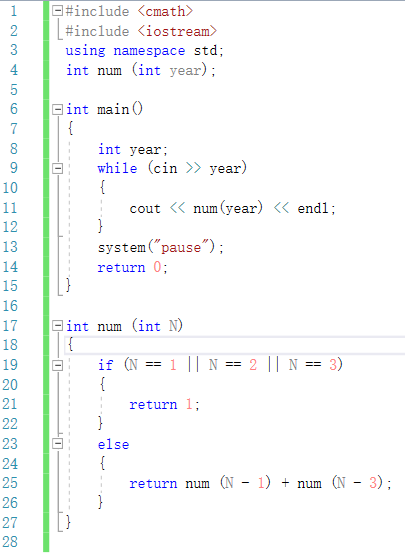 1 #include <cmath>
2 #include <iostream>
3 using namespace std;
4 int num (int year);
5
6 int main()
7 {
8 int year;
9 while (cin >> year)
10 {
11 cout << num(year) << endl;
12 }
13 system("pause");
14 return 0;
15 }
16
17 int num (int N)
18 {
19 if (N == 1 || N == 2 || N == 3)
20 {
21 return 1;
22 }
23 else
24 {
25 return num (N - 1) + num (N - 3);
26 }
27 }
28